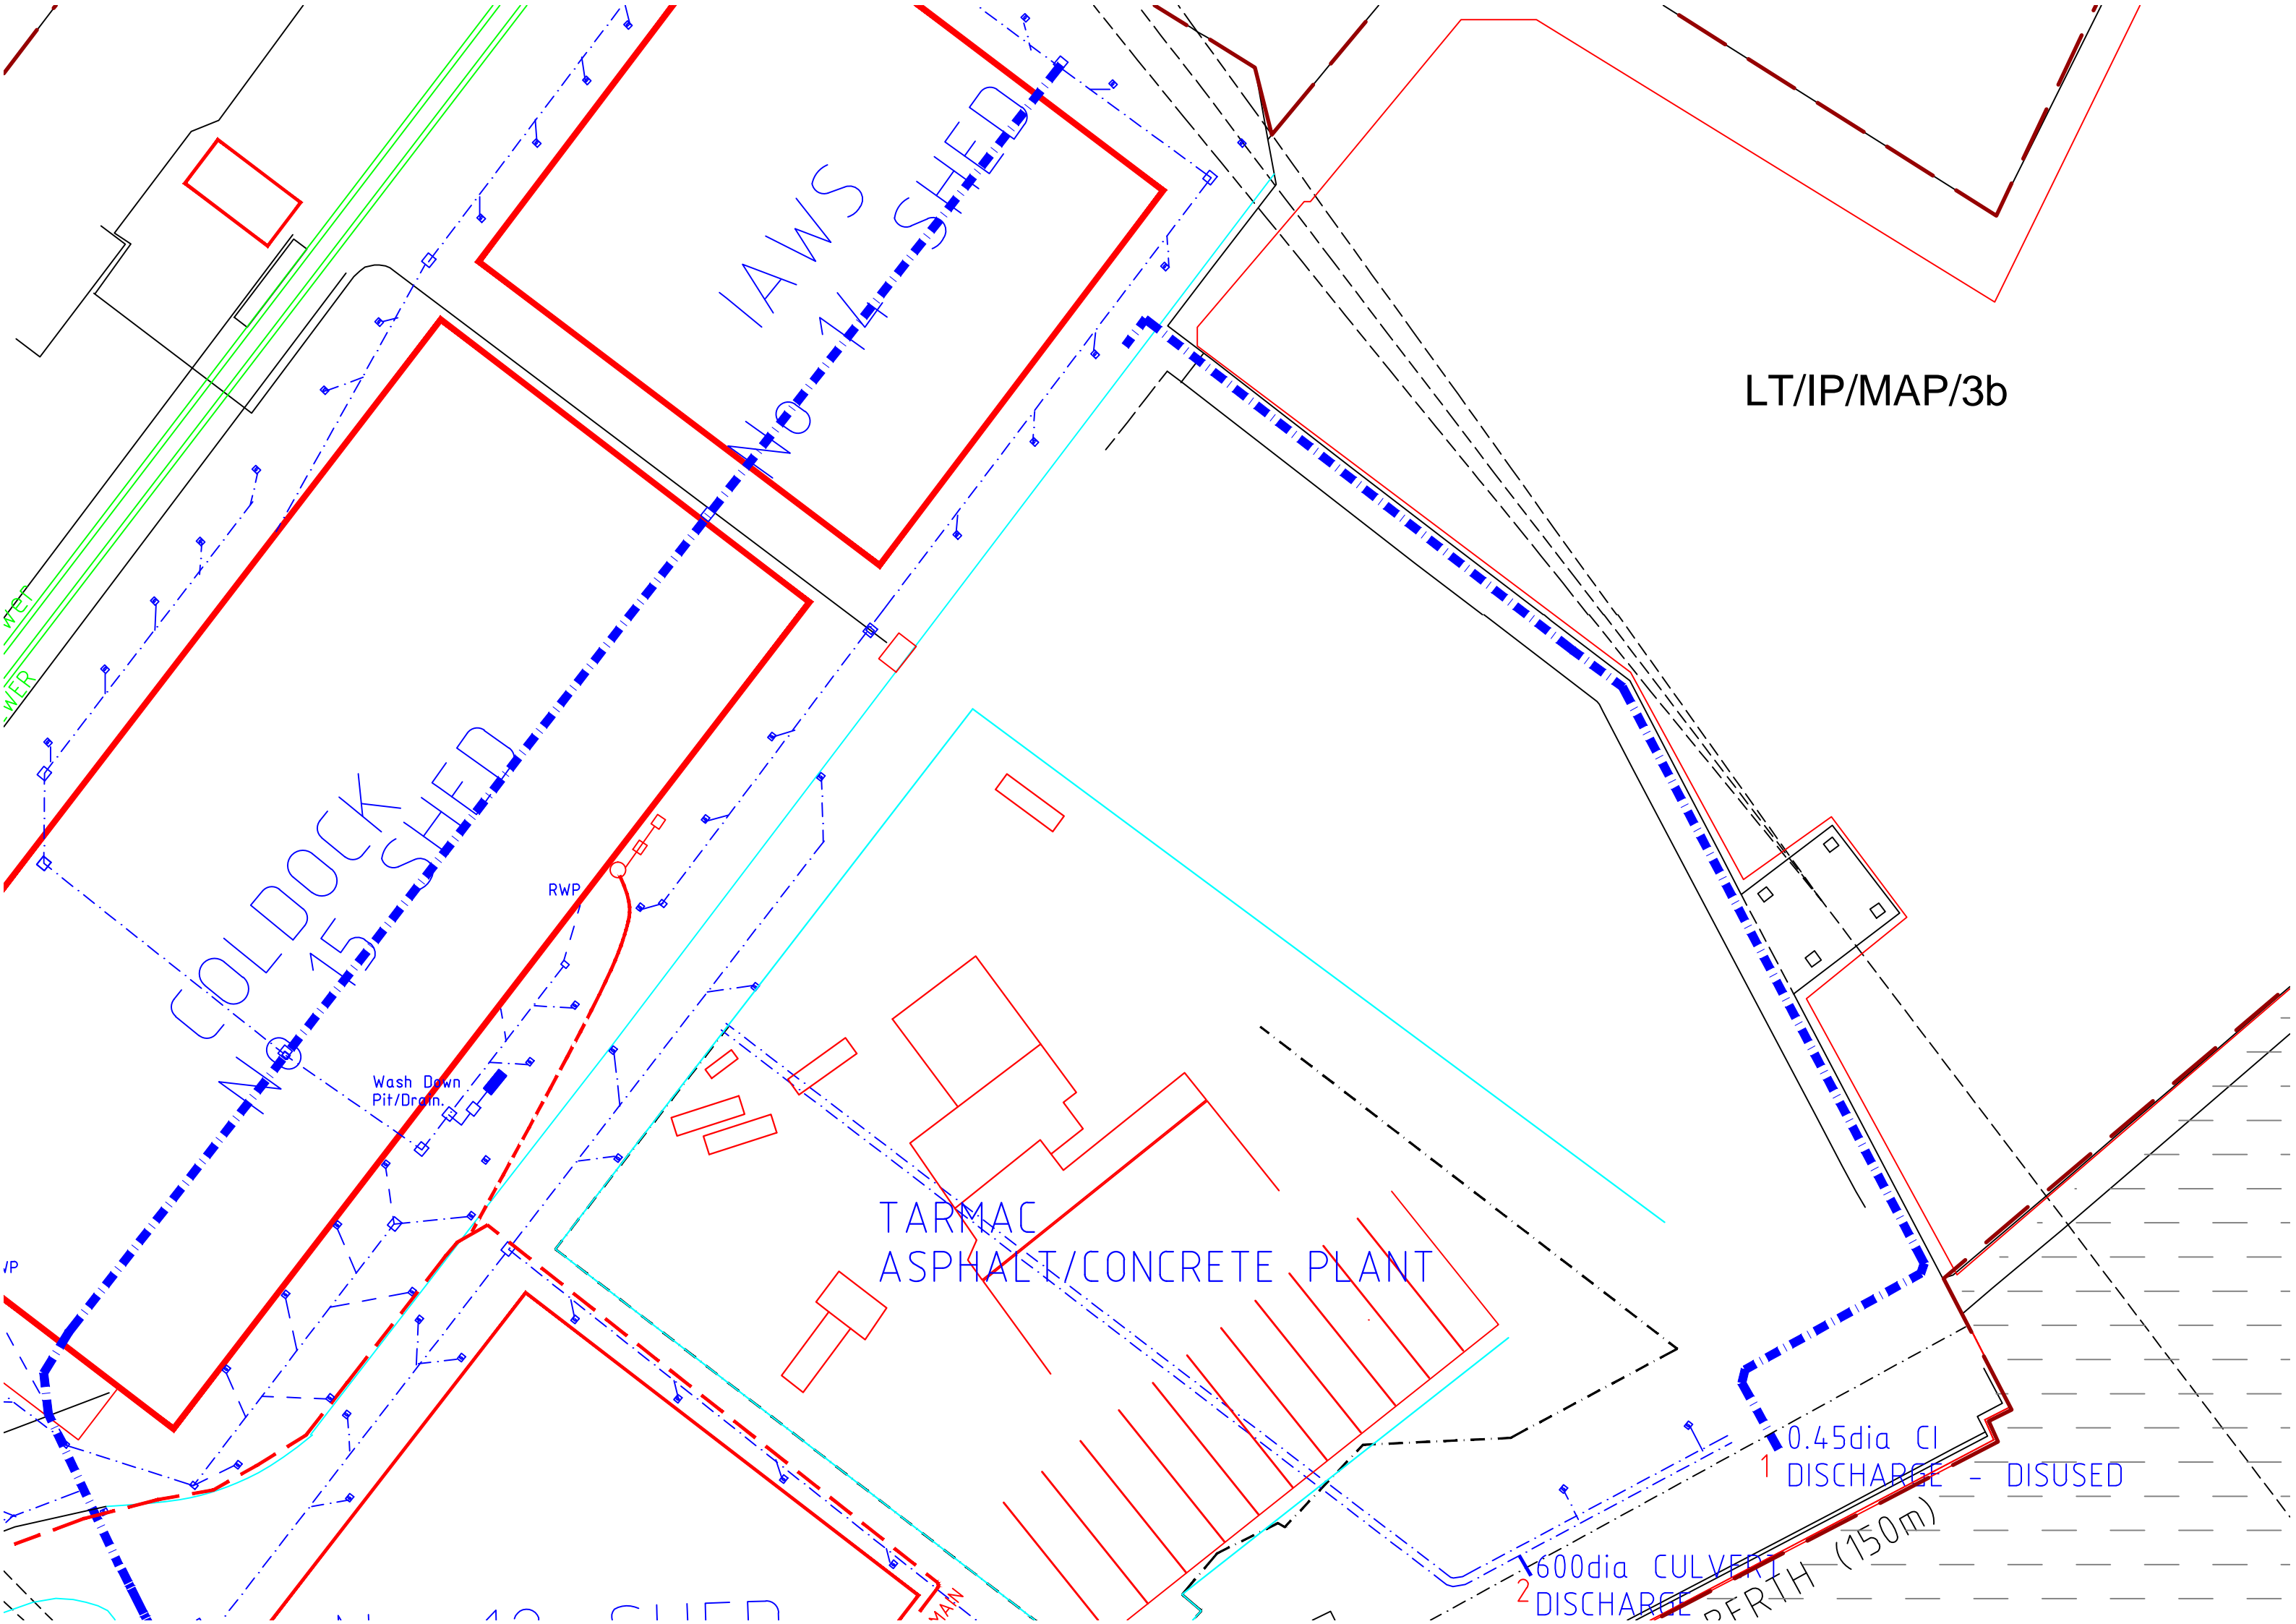 IAWS
No 14 SHED
LT/IP/MAP/3b
COLDOCK
N 15 SHED
RWP
Wash Down
Pit/Drain.
TARMAC
ASPHALT/CONCRETE PLANT
0.45dia CI
1 DISCHARGE - DISUSED
600dia CULVERT
2 DISCHARGE
BERTH (150m)